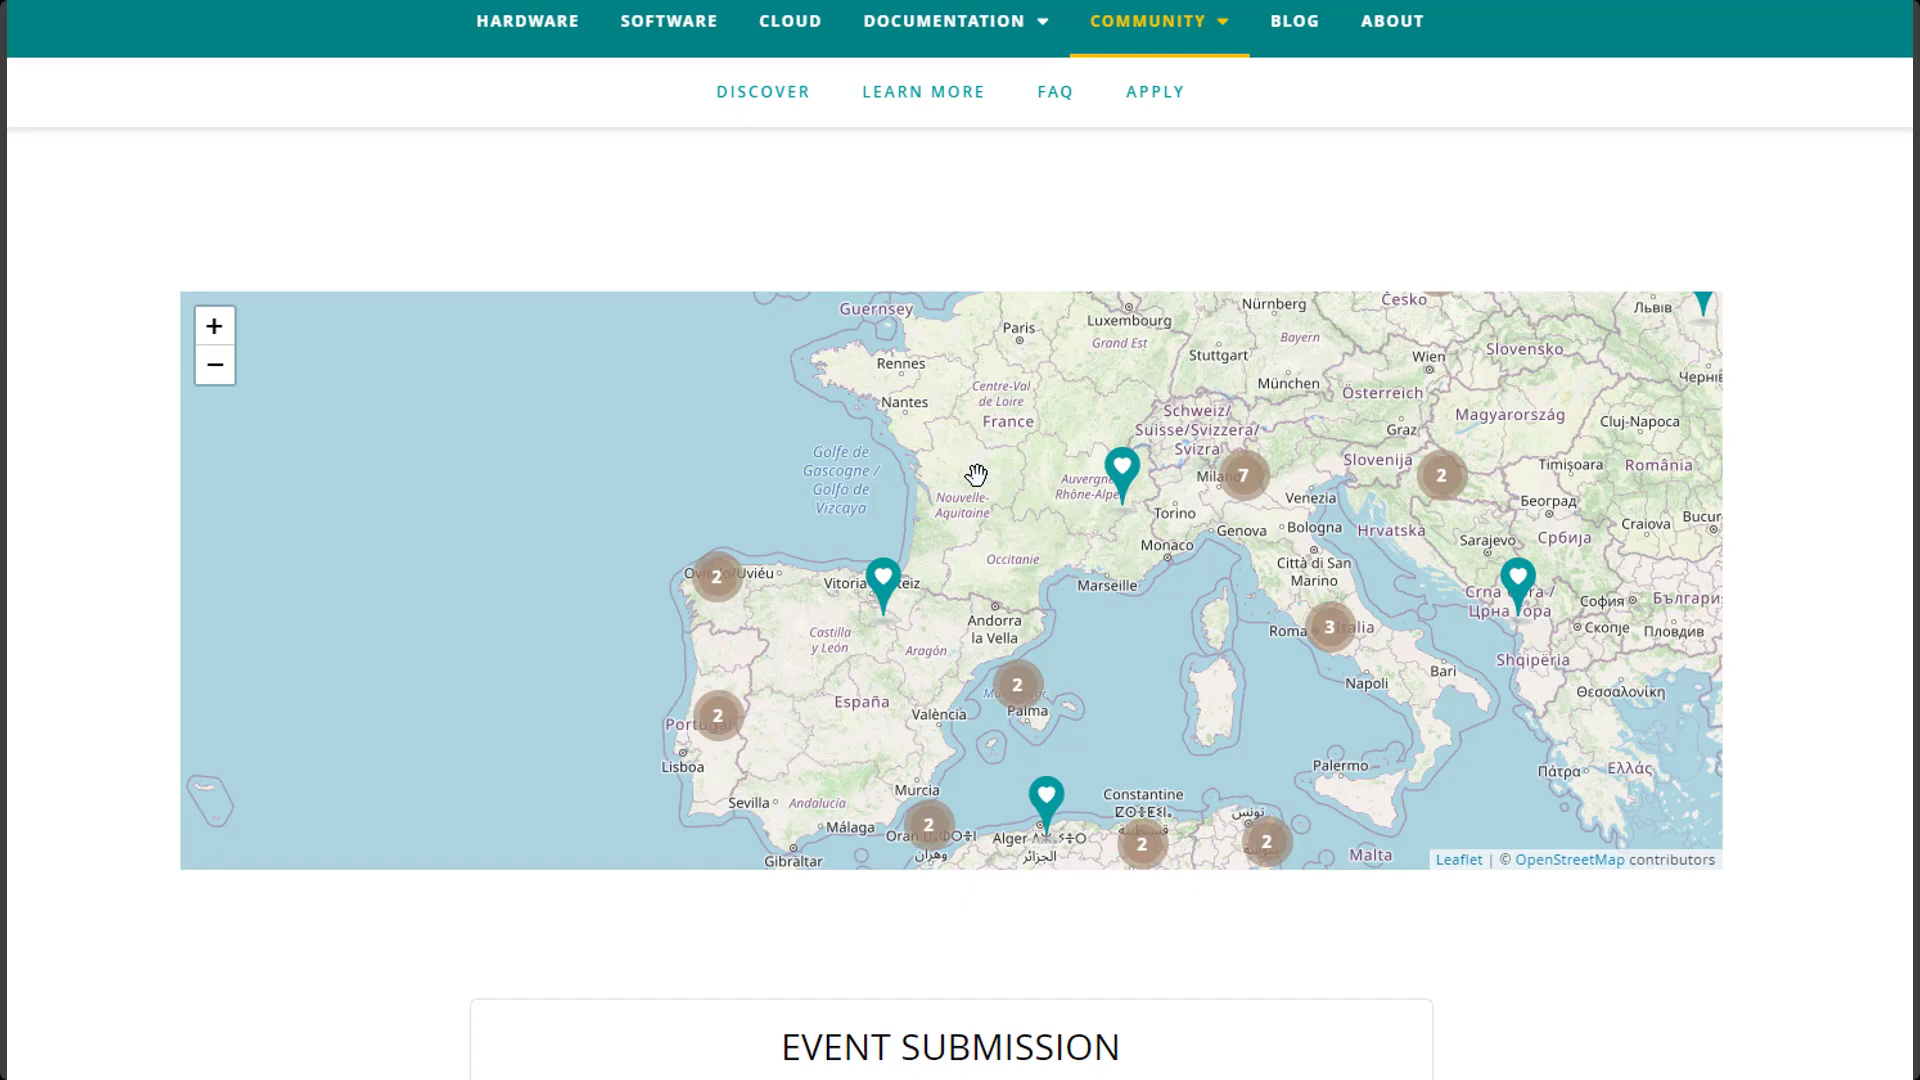 HARDWARE SOFTWARE CLOUD DOCUMENTATION COMMUNITY BLOG ABOUT
DISCOVER LEARN MORE FAQ APPLY
+
−
Guernsey
Paris
Luxembourg
Grand Est
Nürnberg
Česko
Львів
Rennes
Stuttgart
Bayern
Wien
Slovensko
München
Österreich
Nantes
Centre-Val
de Loire
France
Schweiz/
Suisse/Svizzera/
Svizra
Graz
Magyarország
Cluj-Napoca
Golfe de
Gascogne /
Golfo de
Vizcaya
Nouvelle-
Aquitaine
7
Slovenija
2
Timișoara
România
Torino
Venezia
Београд
Genova
Bologna
Hrvatska
Craiova
Monaco
Sarajevo
Србија
Occitanie
Marseille
Città di San
Marino
2
Црна Гора
София
Скопје
Пловдив
Andorra
la Vella
Castilla
y León
Aragón
Roma
3
Italia
Shqipëria
Bari
2
Napoli
Θεσσαλονίκη
España
València
Palma
2
Portugal
Lisboa
Palermo
Πάτρα
Ελλάς
Murcia
Constantine
Sevilla
Andalucía
Málaga
Oran
2
Alger
الجزائر
وهران
2
تونس
2
Gibraltar
Malta
Leaflet | © OpenStreetMap contributors
EVENT SUBMISSION